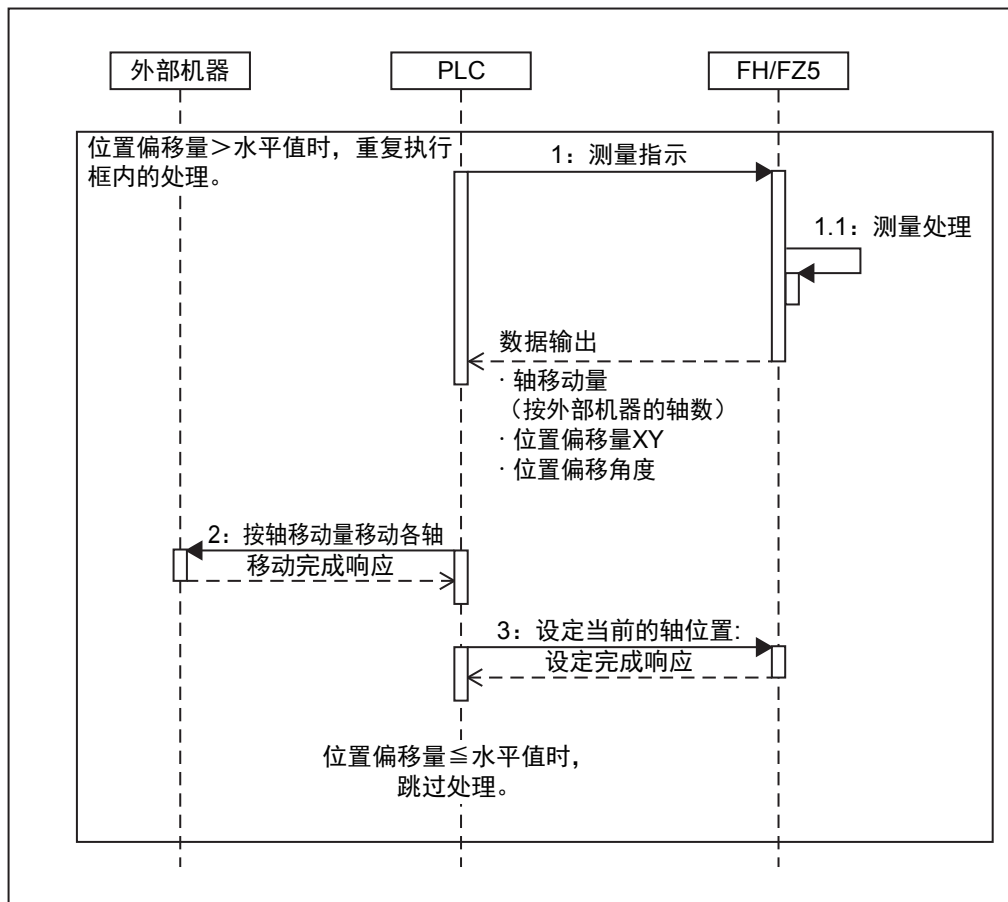 外部机器
PLC
FH/FZ5
位置偏移量＞水平值时，重复执行
框内的处理。
1：测量指示
1.1：测量处理
数据输出
· 轴移动量
（按外部机器的轴数）
· 位置偏移量XY
· 位置偏移角度
2：按轴移动量移动各轴
移动完成响应
3：设定当前的轴位置:
设定完成响应
位置偏移量≦水平值时，
跳过处理。